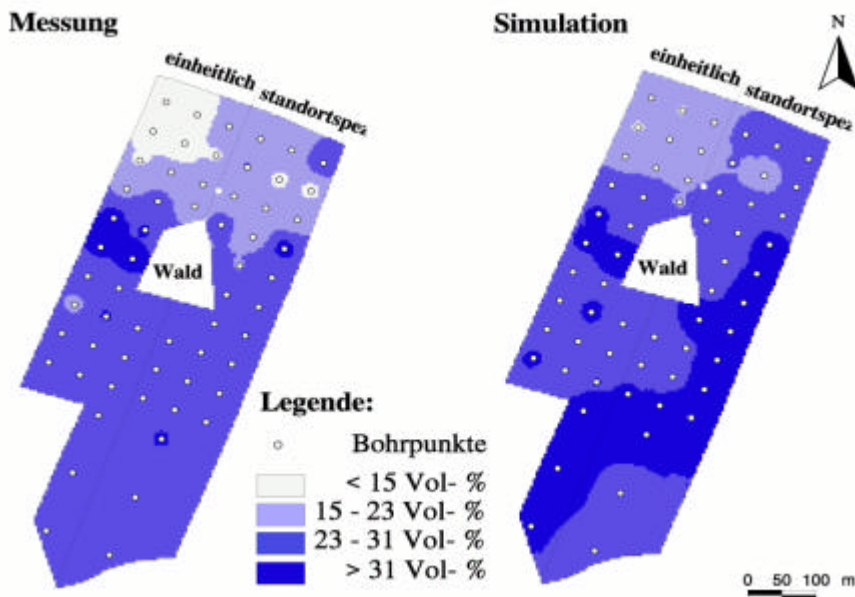 Messung
Simulation
N
einheitlich standortspez
einheitlich standortspez
Wald
Wald
Legende:
Bohrpunkte
< 15 Vol- %
15 - 23 Vol- %
23 - 31 Vol- %
> 31 Vol- %
0 50 100 m